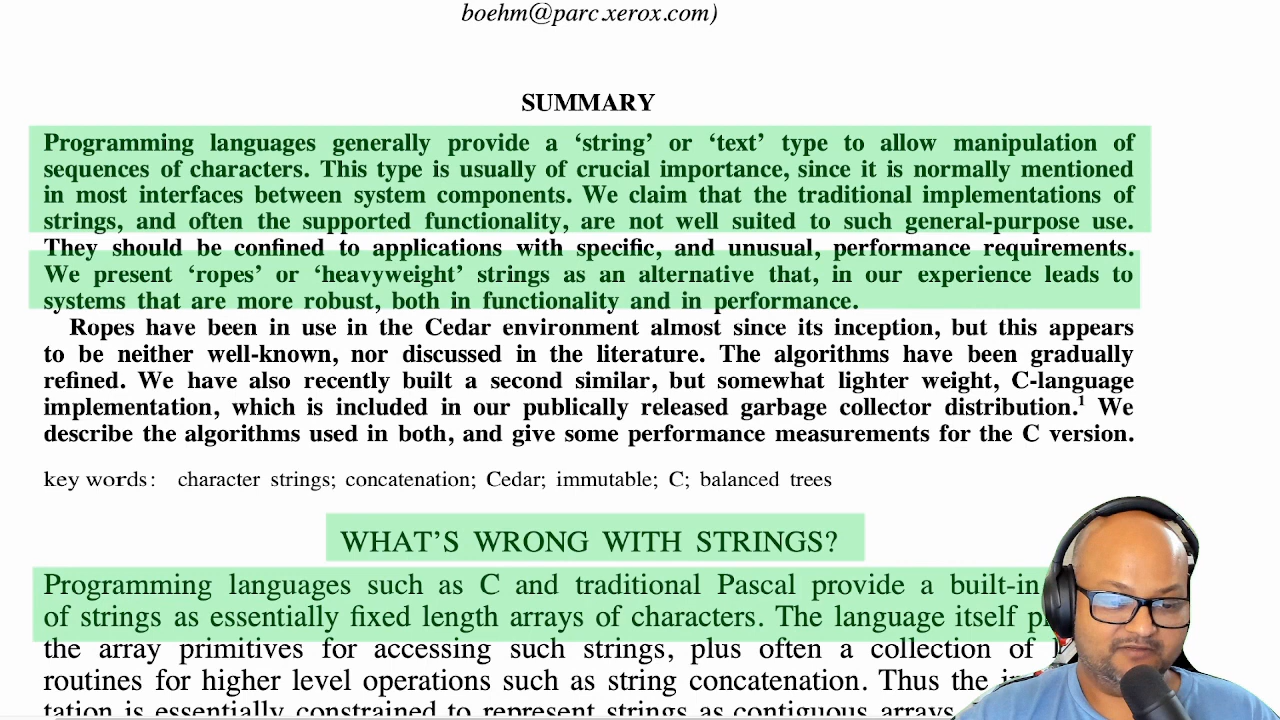 boehm@parc.xerox.com)
SUMMARY
Programming languages generally provide a ‘string’ or ‘text’ type to allow manipulation of
sequences of characters. This type is usually of crucial importance, since it is normally mentioned
in most interfaces between system components. We claim that the traditional implementations of
strings, and often the supported functionality, are not well suited to such general-purpose use.
They should be confined to applications with specific, and unusual, performance requirements.
We present ‘ropes’ or ‘heavyweight’ strings as an alternative that, in our experience leads to
systems that are more robust, both in functionality and in performance.
Ropes have been in use in the Cedar environment almost since its inception, but this appears
to be neither well-known, nor discussed in the literature. The algorithms have been gradually
refined. We have also recently built a second similar, but somewhat lighter weight, C-language
implementation, which is included in our publically released garbage collector distribution.¹ We
describe the algorithms used in both, and give some performance measurements for the C version.
key words: character strings; concatenation; Cedar; immutable; C; balanced trees
WHAT’S WRONG WITH STRINGS?
Programming languages such as C and traditional Pascal provide a built-in
of strings as essentially fixed length arrays of characters. The language itself
the array primitives for accessing such strings, plus often a collection of
routines for higher level operations such as string concatenation. Thus the
tation is essentially constrained to represent strings as contiguous arrays